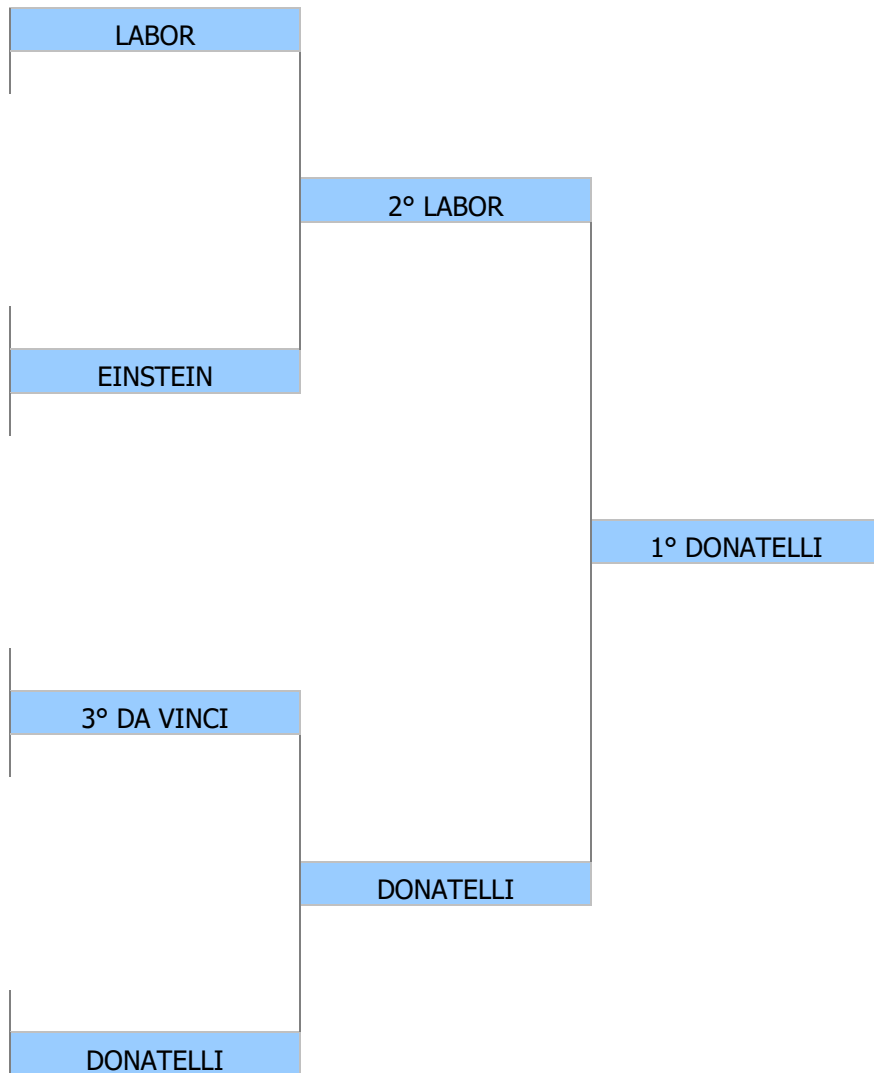 LABOR
2° LABOR
EINSTEIN
1° DONATELLI
3° DA VINCI
DONATELLI
DONATELLI